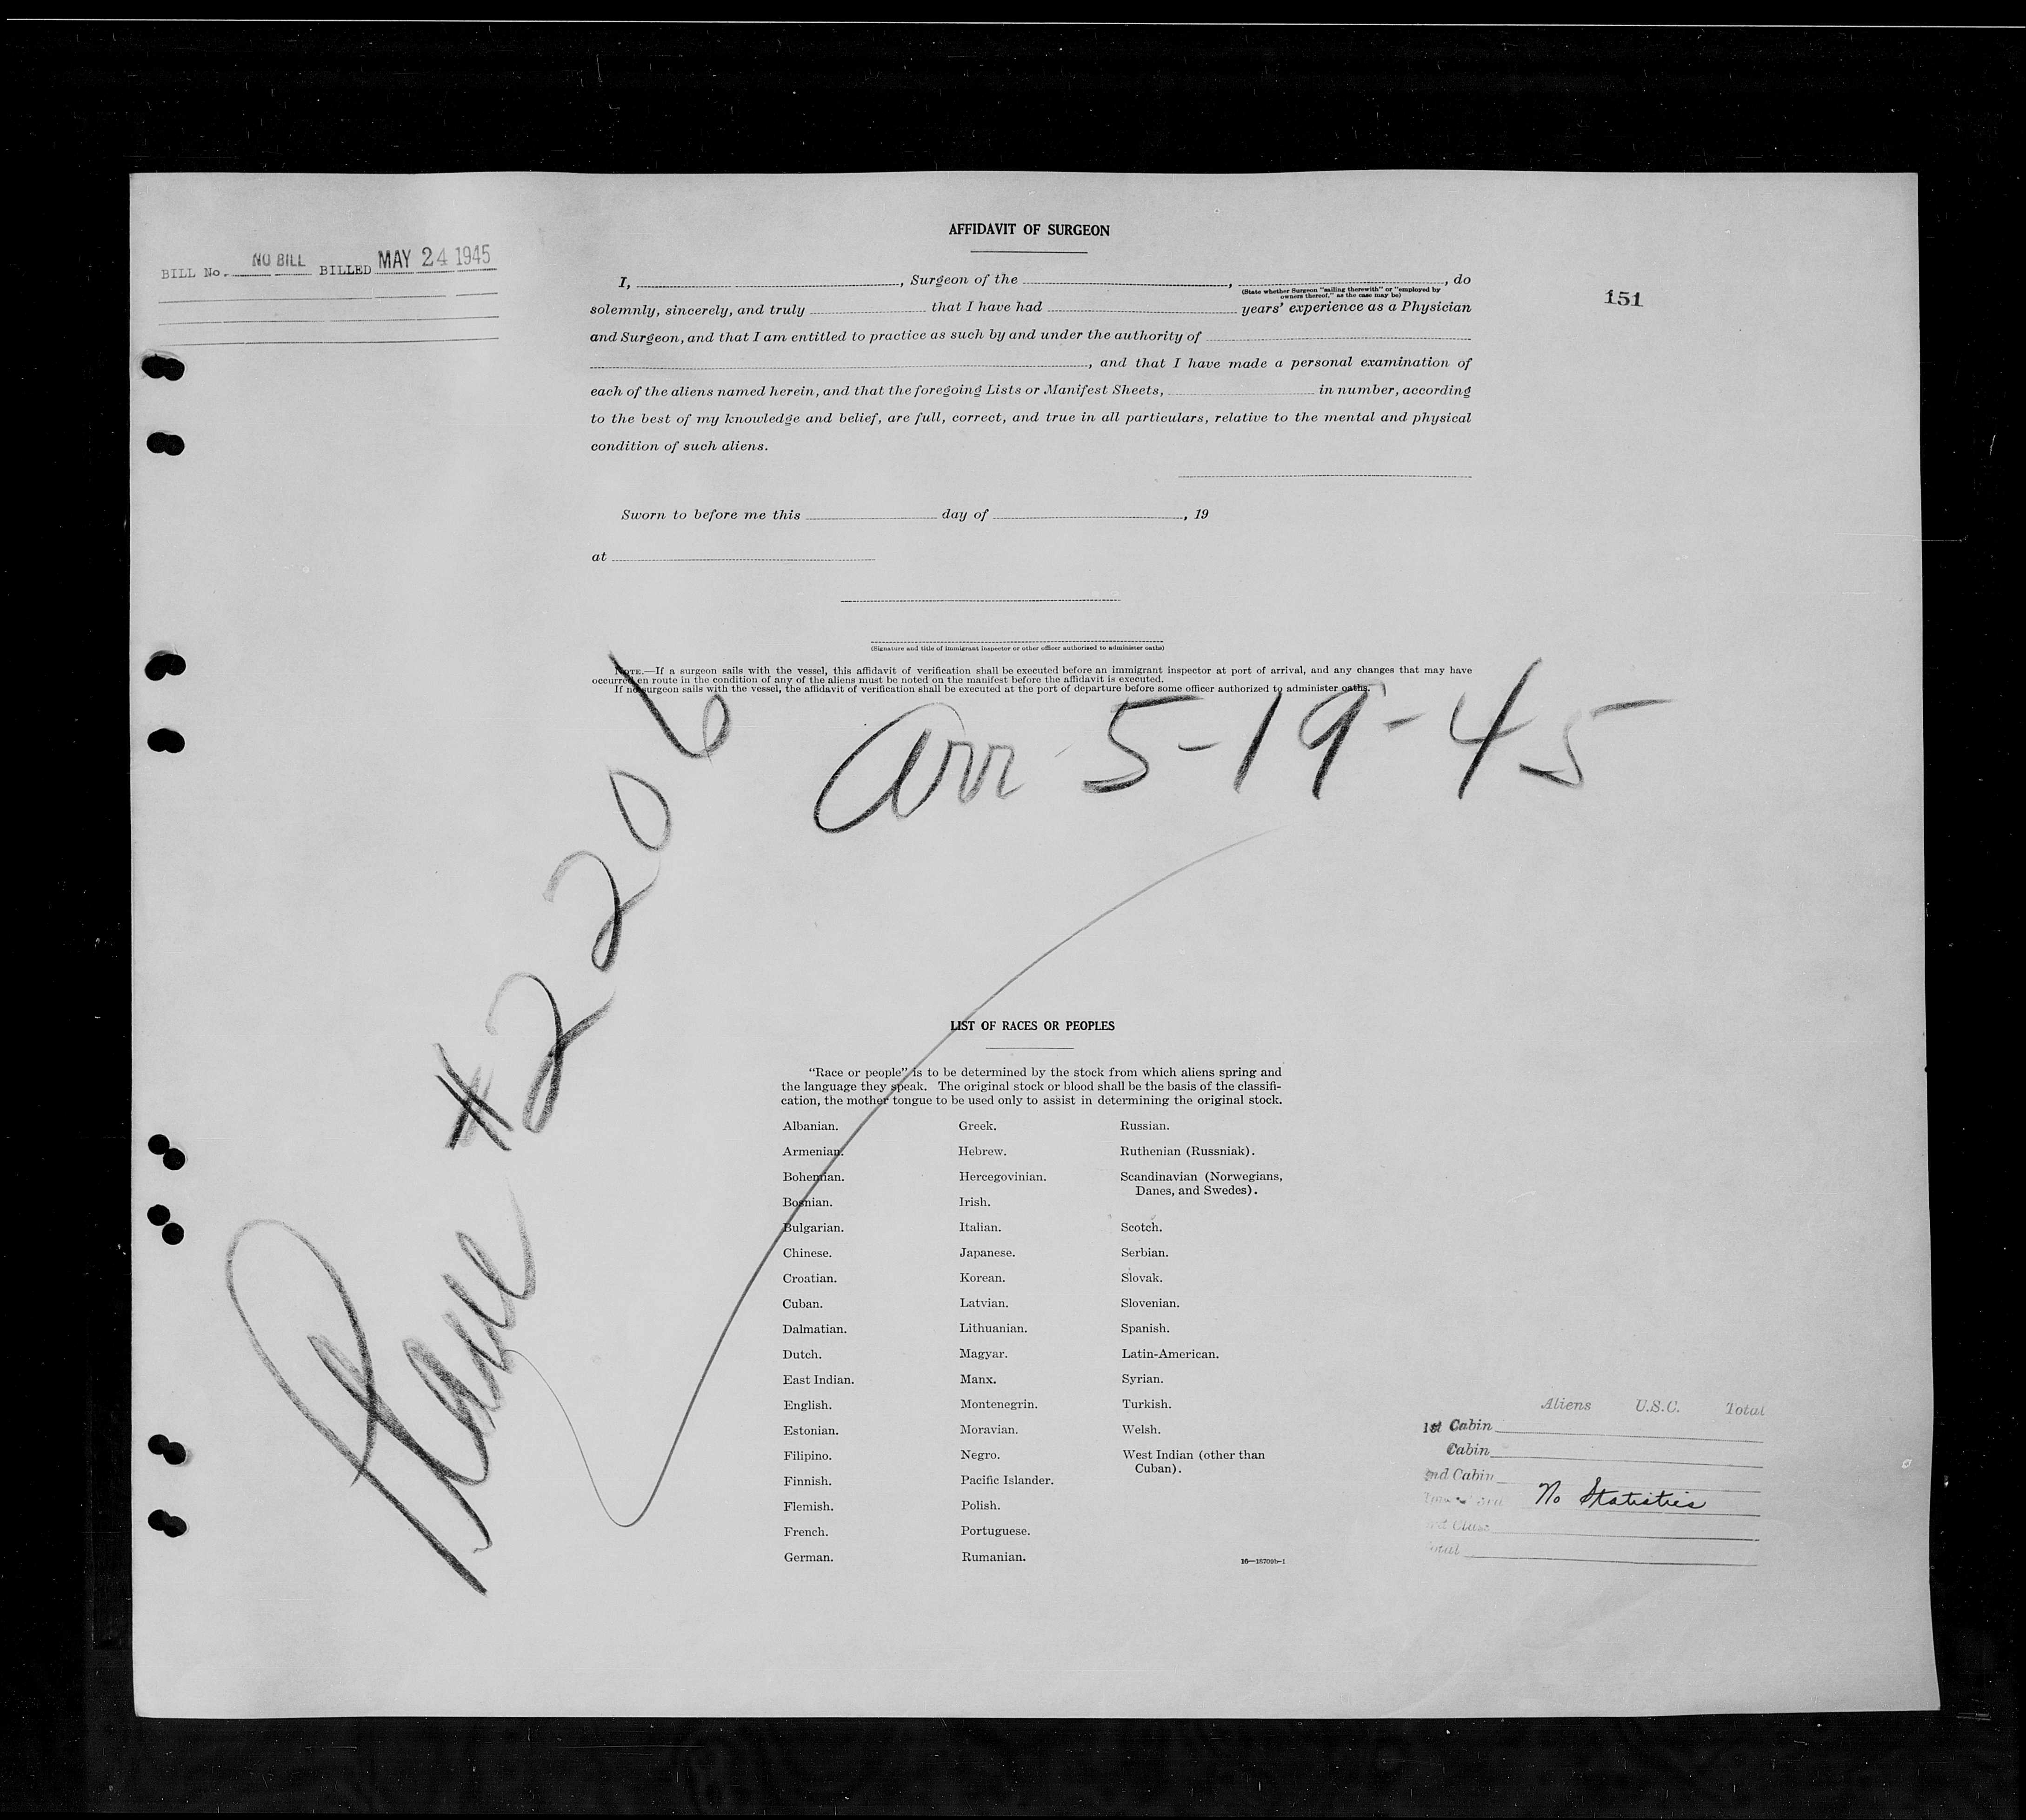 AFFIDAVIT OF SURGEON
BILL No. NO BILL BILLED MAY 24 1945
151
I, , Surgeon of the , , do
(State whether Surgeon "sailing therewith" or "employed by
owners thereof," as the case may be)
solemnly, sincerely, and truly that I have had years' experience as a Physician
and Surgeon, and that I am entitled to practice as such by and under the authority of
, and that I have made a personal examination of
each of the aliens named herein, and that the foregoing Lists or Manifest Sheets, in number, according
to the best of my knowledge and belief, are full, correct, and true in all particulars, relative to the mental and physical
condition of such aliens.
Sworn to before me this day of , 19
at
(Signature and title of immigrant inspector or other officer authorized to administer oaths)
NOTE.—If a surgeon sails with the vessel, this affidavit of verification shall be executed before an immigrant inspector at port of arrival, and any changes that may have
occurred en route in the condition of any of the aliens must be noted on the manifest before the affidavit is executed.
If no surgeon sails with the vessel, the affidavit of verification shall be executed at the port of departure before some officer authorized to administer oaths.
Arr 5-19-45
Plane #2206
LIST OF RACES OR PEOPLES
"Race or people" is to be determined by the stock from which aliens spring and
the language they speak. The original stock or blood shall be the basis of the classifi-
cation, the mother tongue to be used only to assist in determining the original stock.
Albanian.
Armenian.
Bohemian.
Bosnian.
Bulgarian.
Chinese.
Croatian.
Cuban.
Dalmatian.
Dutch.
East Indian.
English.
Estonian.
Filipino.
Finnish.
Flemish.
French.
German.
Greek.
Hebrew.
Hercegovinian.
Irish.
Italian.
Japanese.
Korean.
Latvian.
Lithuanian.
Magyar.
Manx.
Montenegrin.
Moravian.
Negro.
Pacific Islander.
Polish.
Portuguese.
Rumanian.
Russian.
Ruthenian (Russniak).
Scandinavian (Norwegians,
Danes, and Swedes).
Scotch.
Serbian.
Slovak.
Slovenian.
Spanish.
Latin-American.
Syrian.
Turkish.
Welsh.
West Indian (other than
Cuban).
16—18709b-1
Aliens U.S.C. Total
1st Cabin
Cabin
2nd Cabin
No Statistics
Class
Total